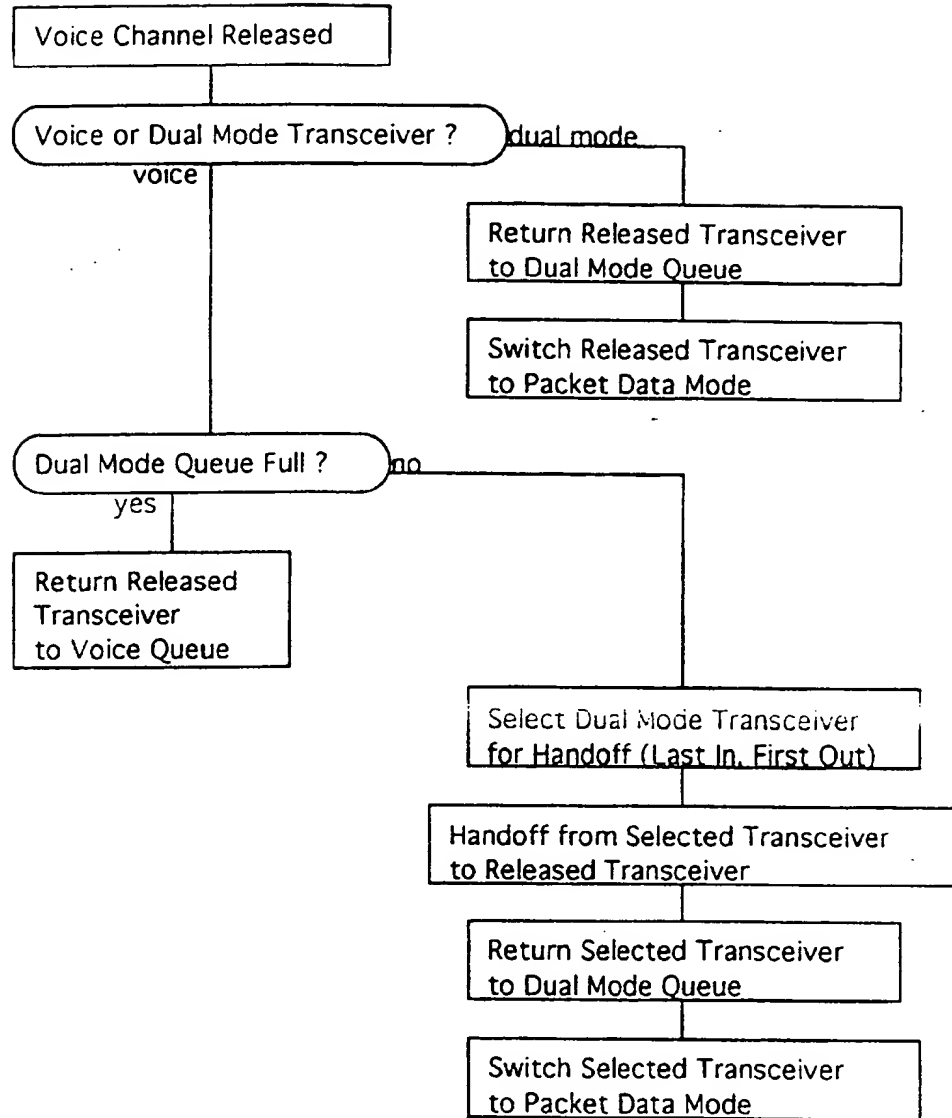 Voice Channel Released
Voice or Dual Mode Transceiver ?
dual mode
voice
Return Released Transceiver
to Dual Mode Queue
Switch Released Transceiver
to Packet Data Mode
Dual Mode Queue Full ?
no
yes
Return Released
Transceiver
to Voice Queue
Select Dual Mode Transceiver
for Handoff (Last In, First Out)
Handoff from Selected Transceiver
to Released Transceiver
Return Selected Transceiver
to Dual Mode Queue
Switch Selected Transceiver
to Packet Data Mode